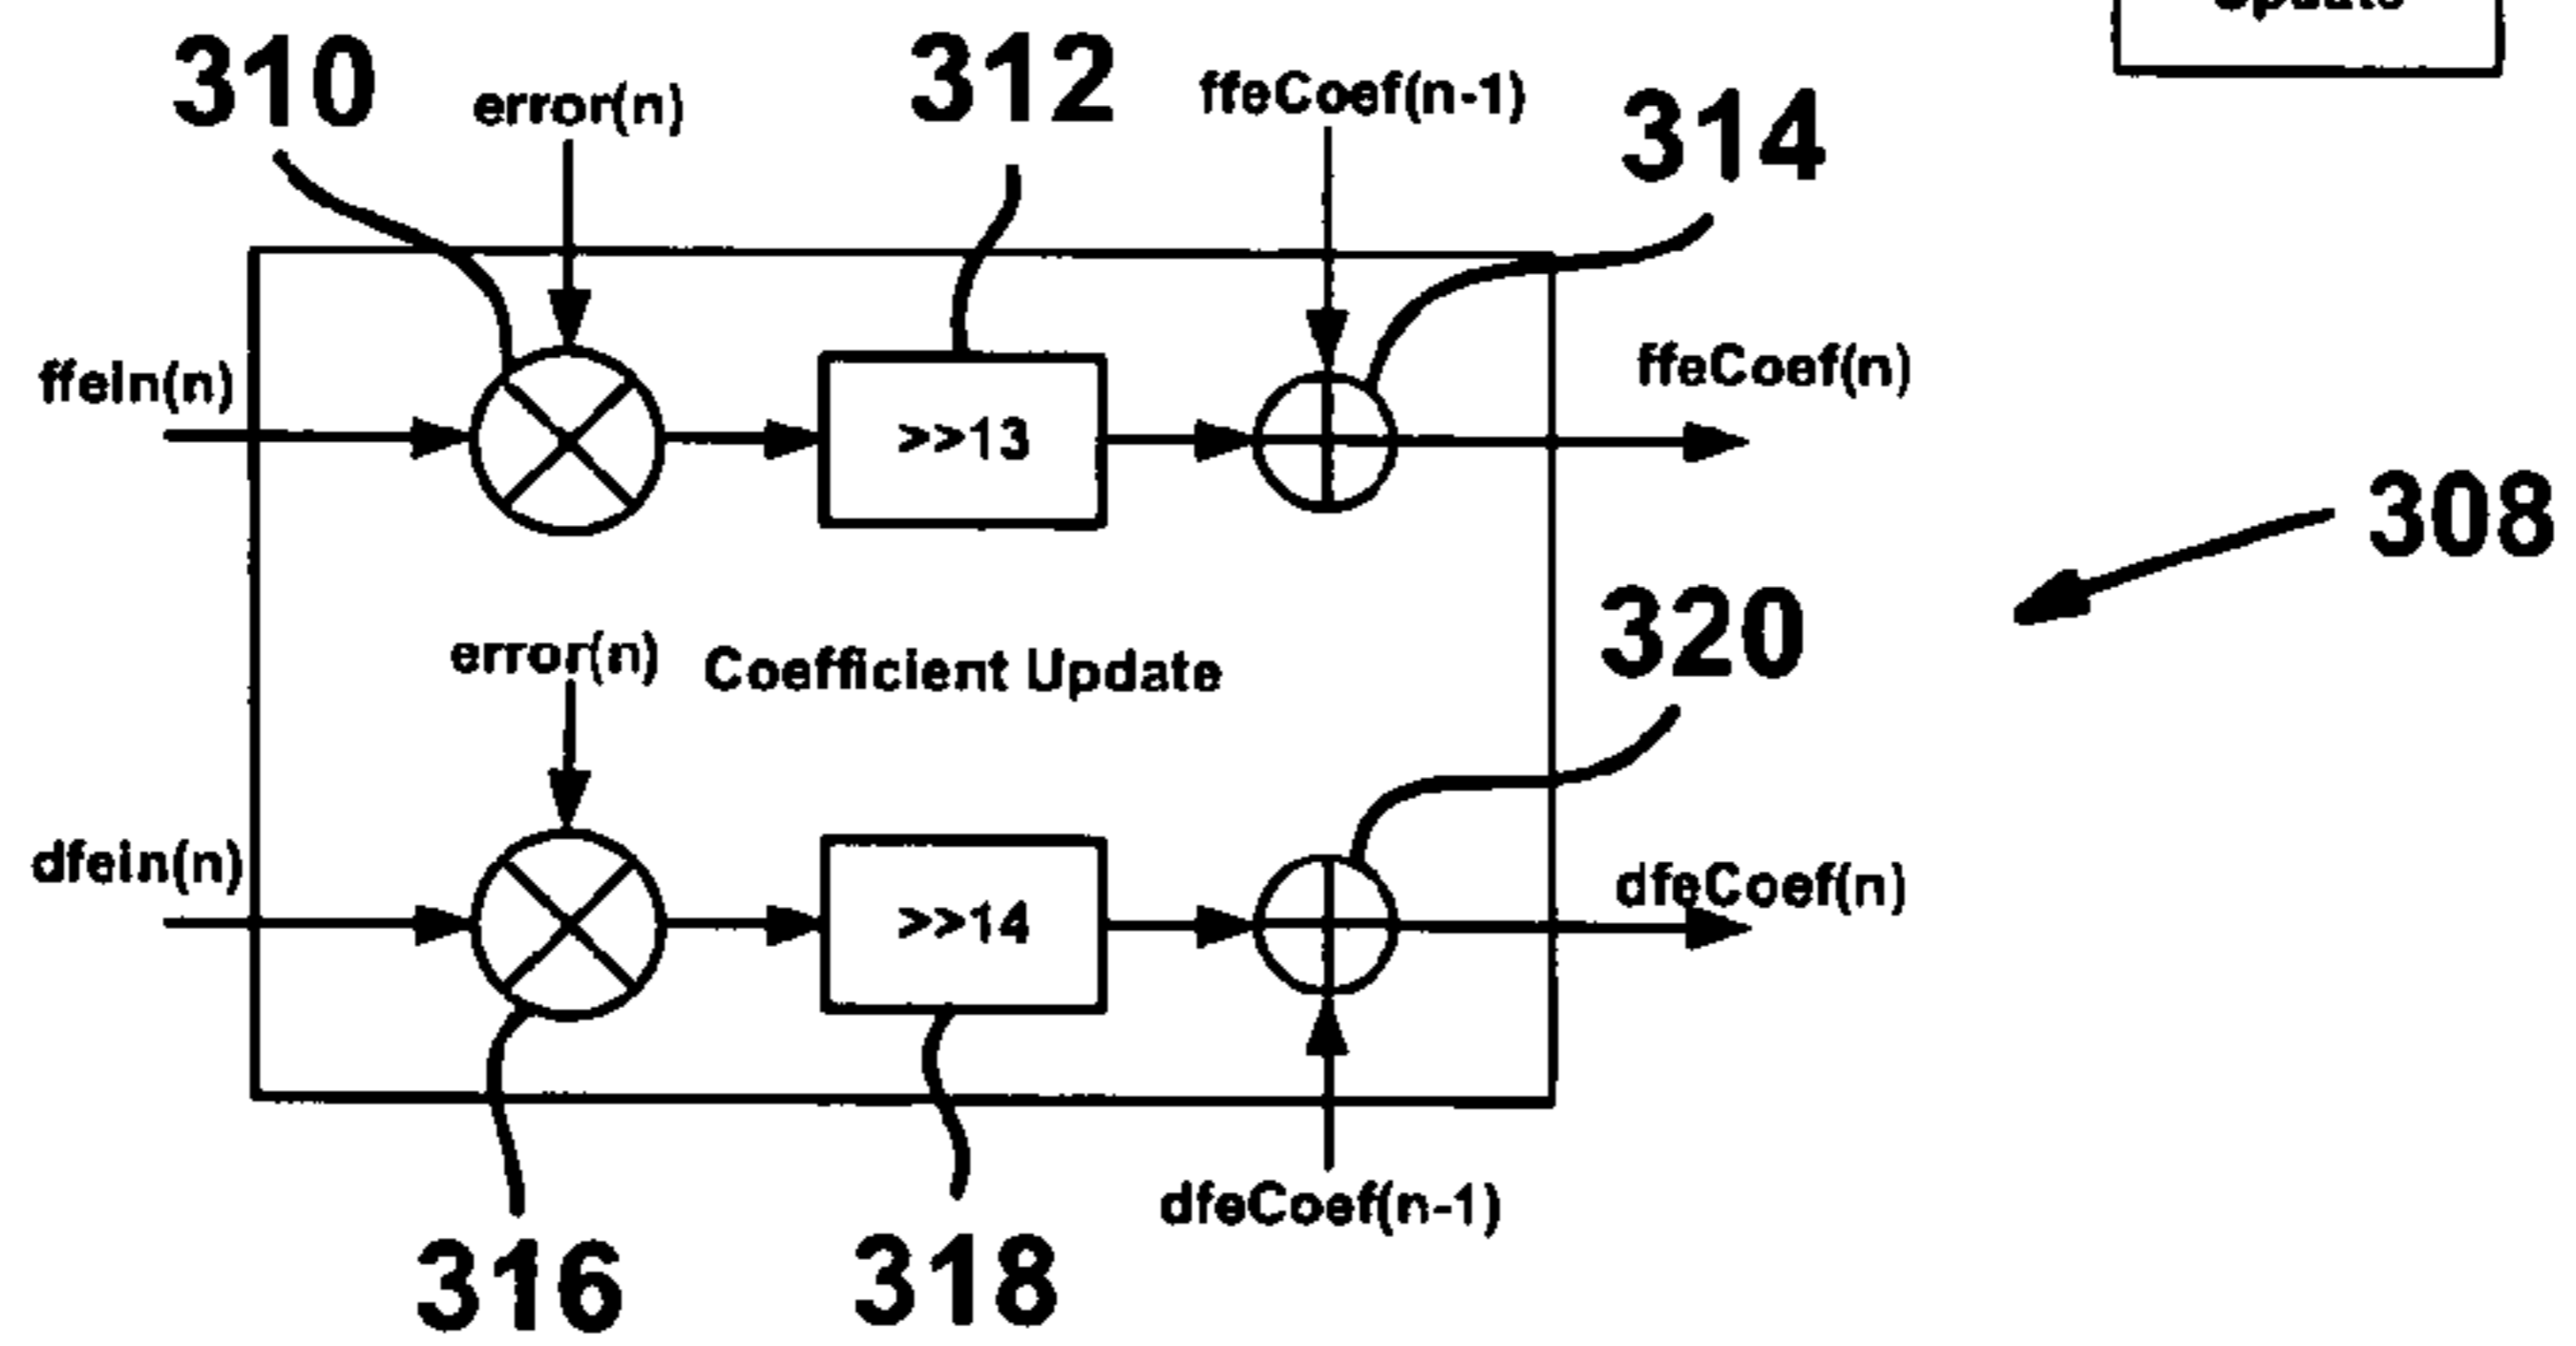 Update
310
error(n)
312
ffeCoef(n-1)
314
ffeIn(n)
>>13
ffeCoef(n)
308
error(n)
Coefficient Update
320
dfeIn(n)
>>14
dfeCoef(n)
dfeCoef(n-1)
316
318